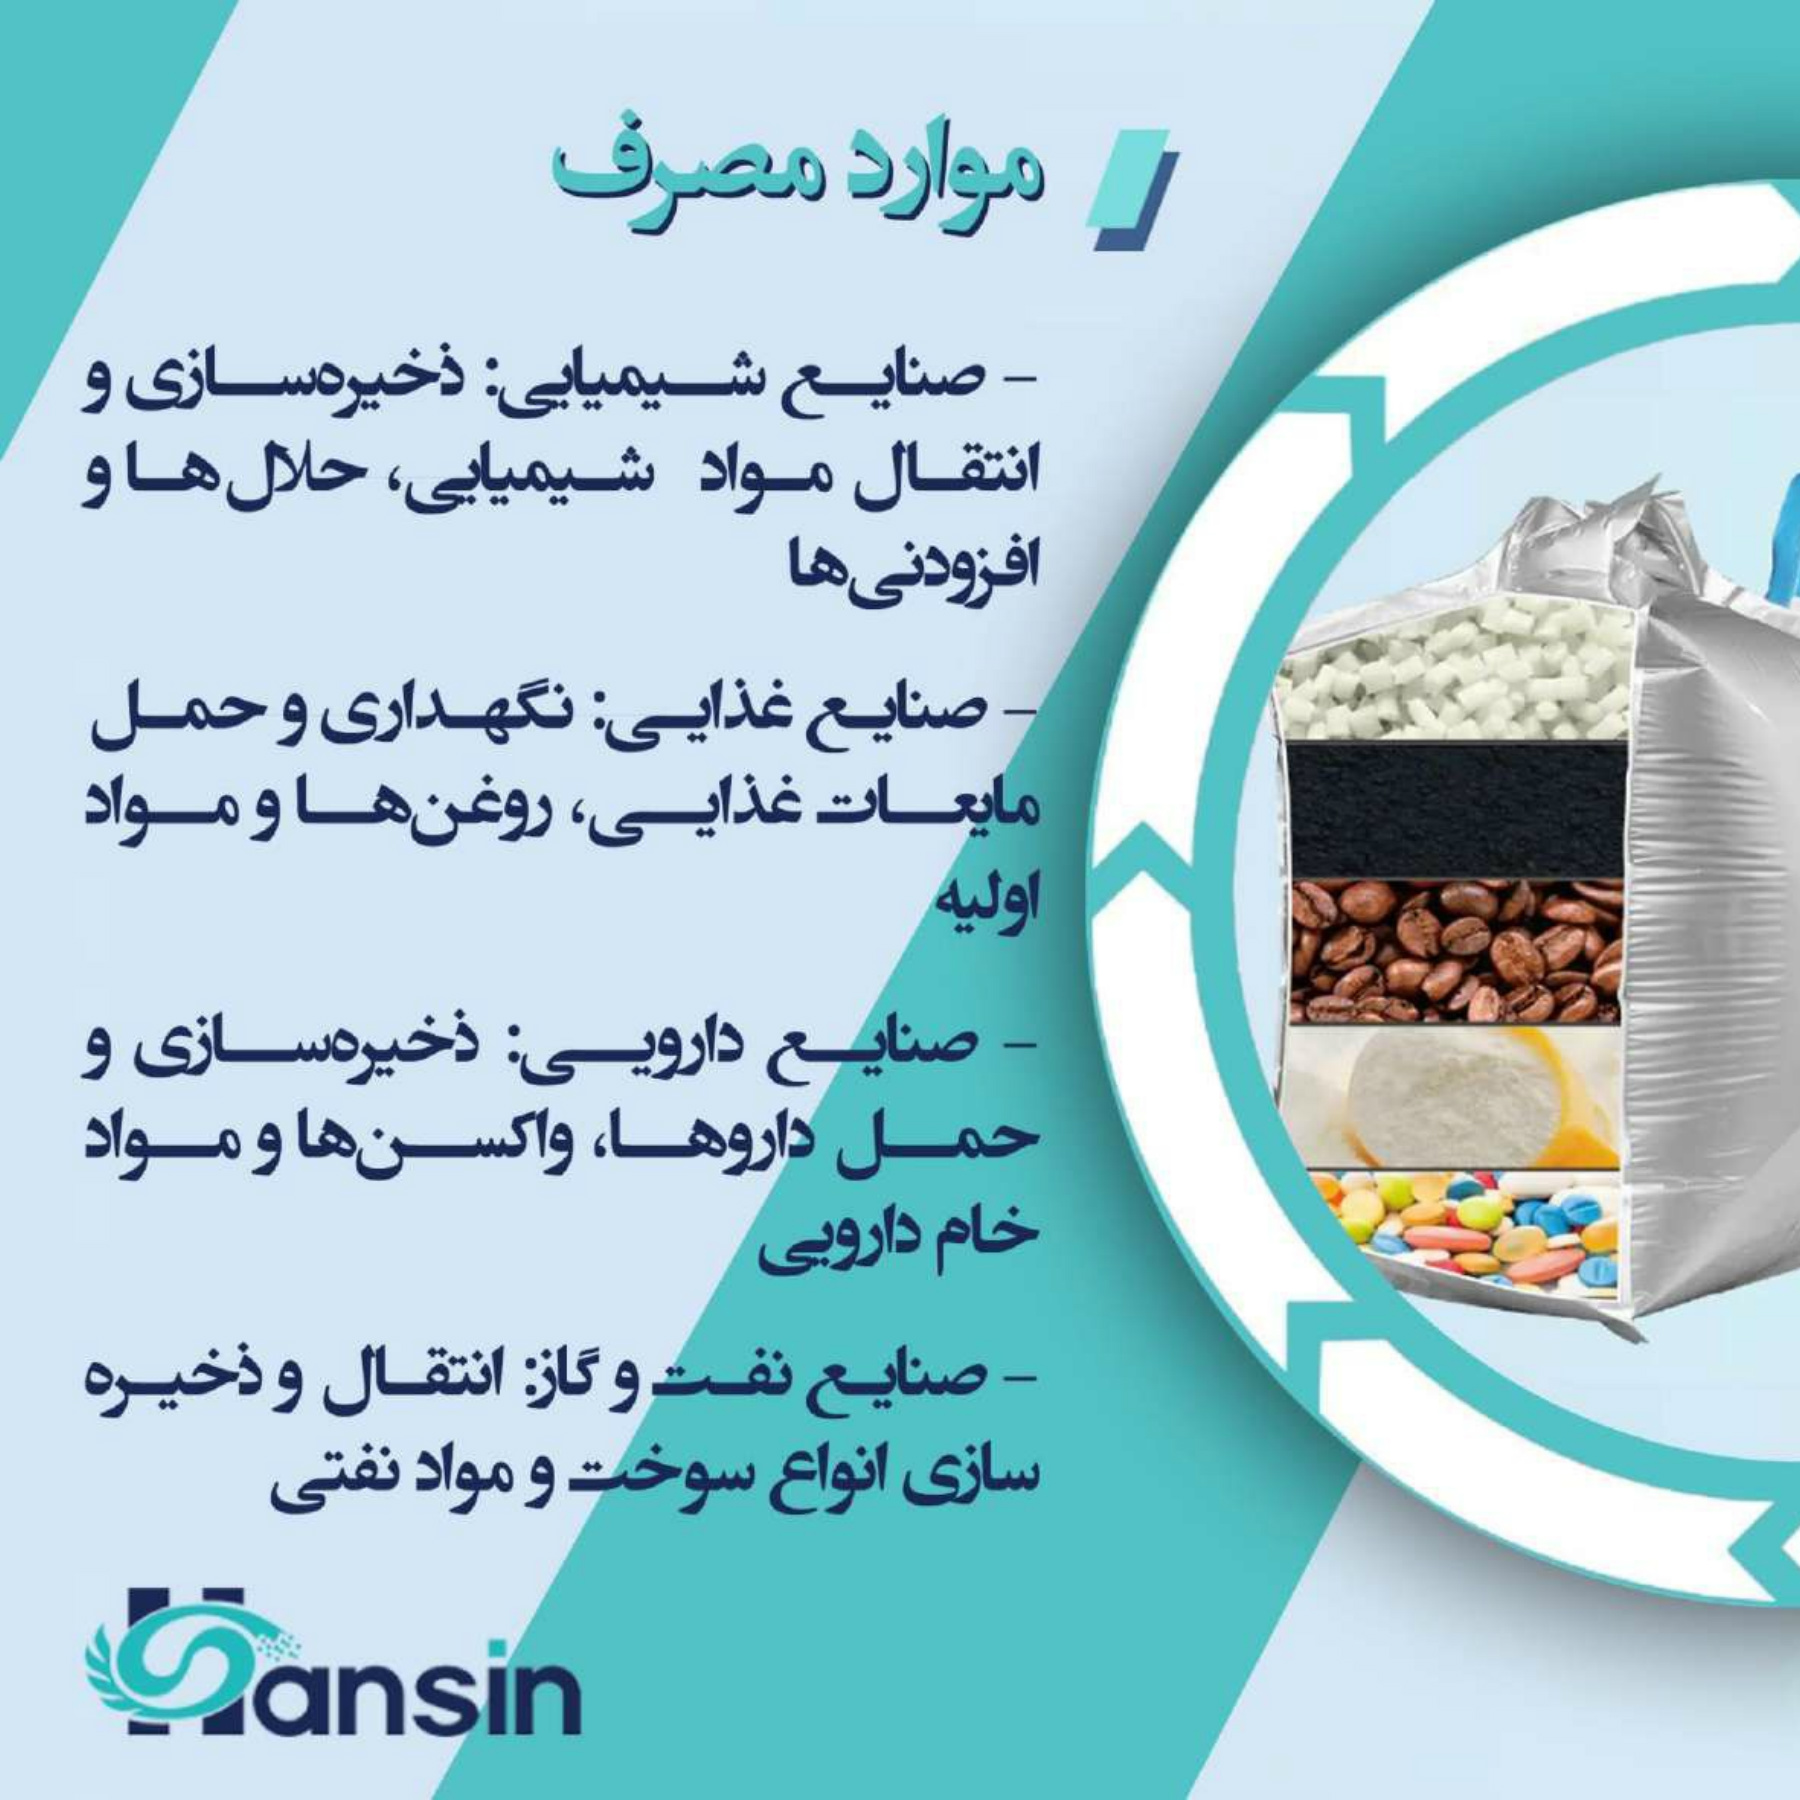 موارد مصرف
- صنایع شیمیایی: ذخیره‌سازی و
انتقال مواد شیمیایی، حلال ها و
افزودنی‌ها
- صنایع غذایی: نگهداری و حمل
مایعات غذایی، روغن‌ها و مواد
اولیه
- صنایع دارویی: ذخیره‌سازی و
حمل داروها، واکسن‌ها و مواد
خام دارویی
- صنایع نفت و گاز: انتقال و ذخیره
سازی انواع سوخت و مواد نفتی
Hansin